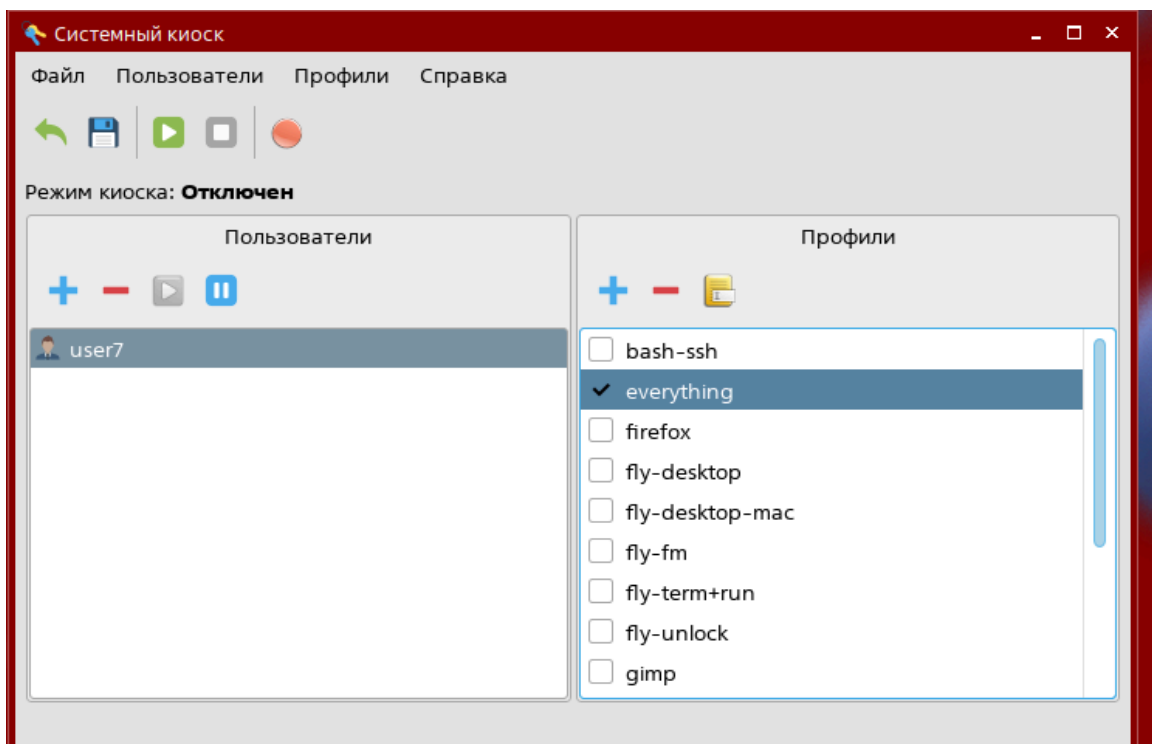 Системный киоск
Файл Пользователи Профили Справка
Режим киоска: Отключен
Пользователи
user7
Профили
bash-ssh
everything
firefox
fly-desktop
fly-desktop-mac
fly-fm
fly-term+run
fly-unlock
gimp